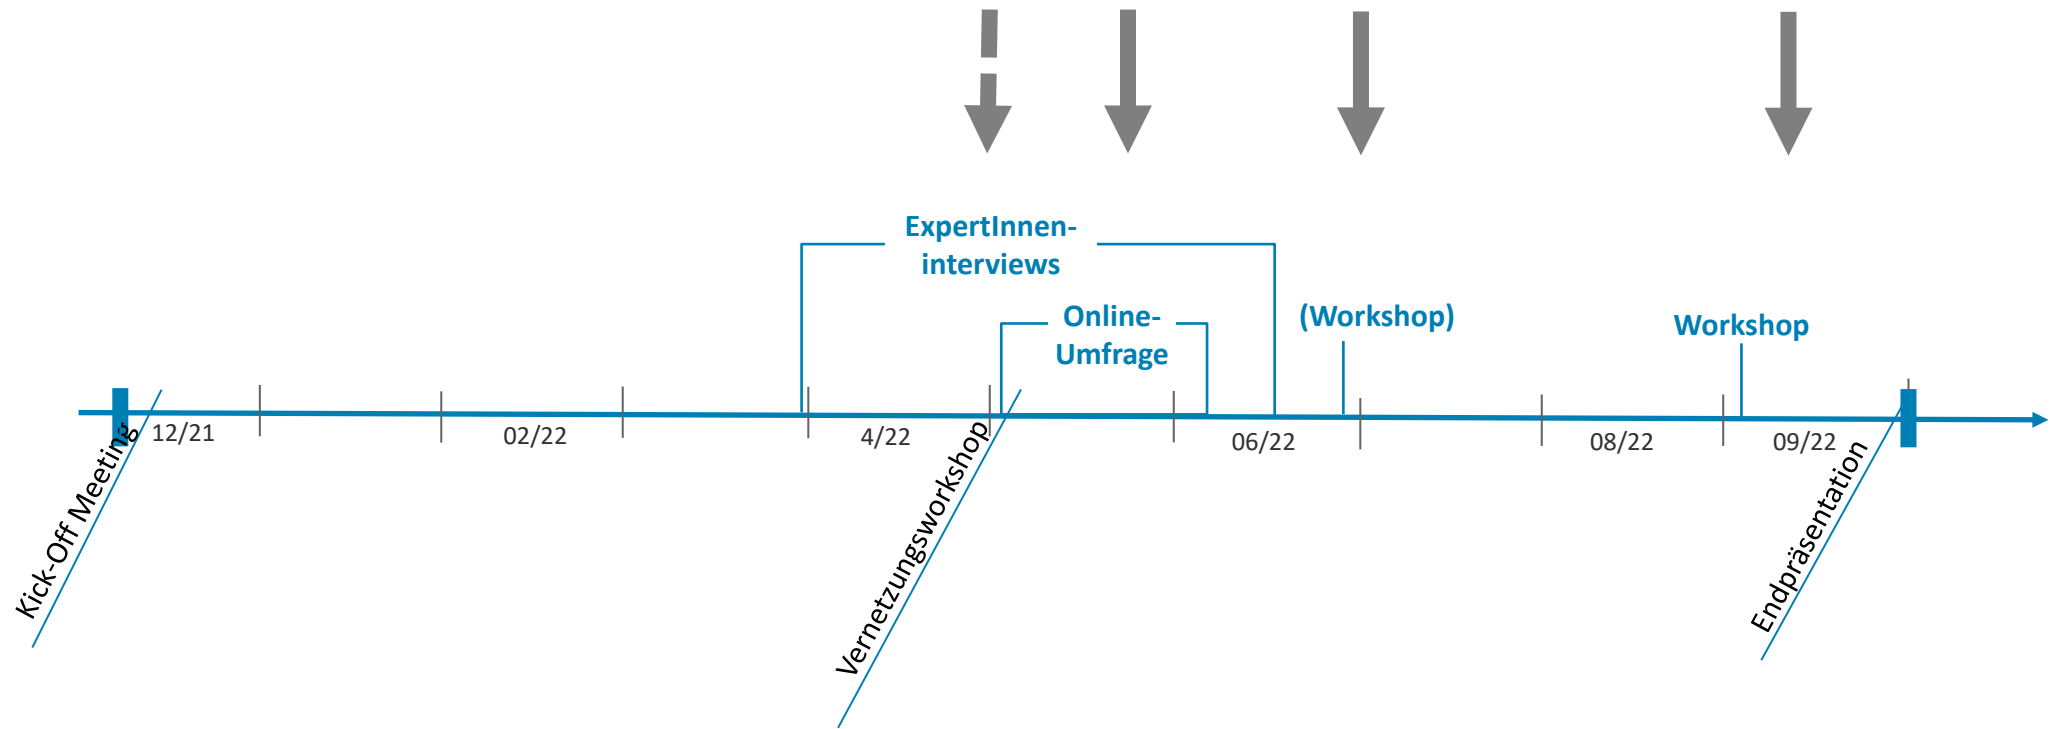 ExpertInnen-
interviews
Online-
Umfrage
(Workshop)
Workshop
12/21
02/22
4/22
06/22
08/22
09/22
Kick-Off Meeting
Vernetzungsworkshop
Endpräsentation